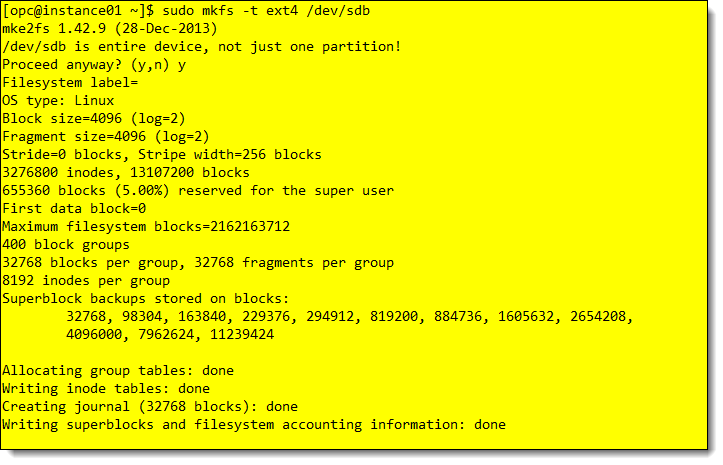 [opc@instance01 ~]$ sudo mkfs -t ext4 /dev/sdb
mke2fs 1.42.9 (28-Dec-2013)
/dev/sdb is entire device, not just one partition!
Proceed anyway? (y,n) y
Filesystem label=
OS type: Linux
Block size=4096 (log=2)
Fragment size=4096 (log=2)
Stride=0 blocks, Stripe width=256 blocks
3276800 inodes, 13107200 blocks
655360 blocks (5.00%) reserved for the super user
First data block=0
Maximum filesystem blocks=2162163712
400 block groups
32768 blocks per group, 32768 fragments per group
8192 inodes per group
Superblock backups stored on blocks:
32768, 98304, 163840, 229376, 294912, 819200, 884736, 1605632, 2654208,
4096000, 7962624, 11239424
Allocating group tables: done
Writing inode tables: done
Creating journal (32768 blocks): done
Writing superblocks and filesystem accounting information: done